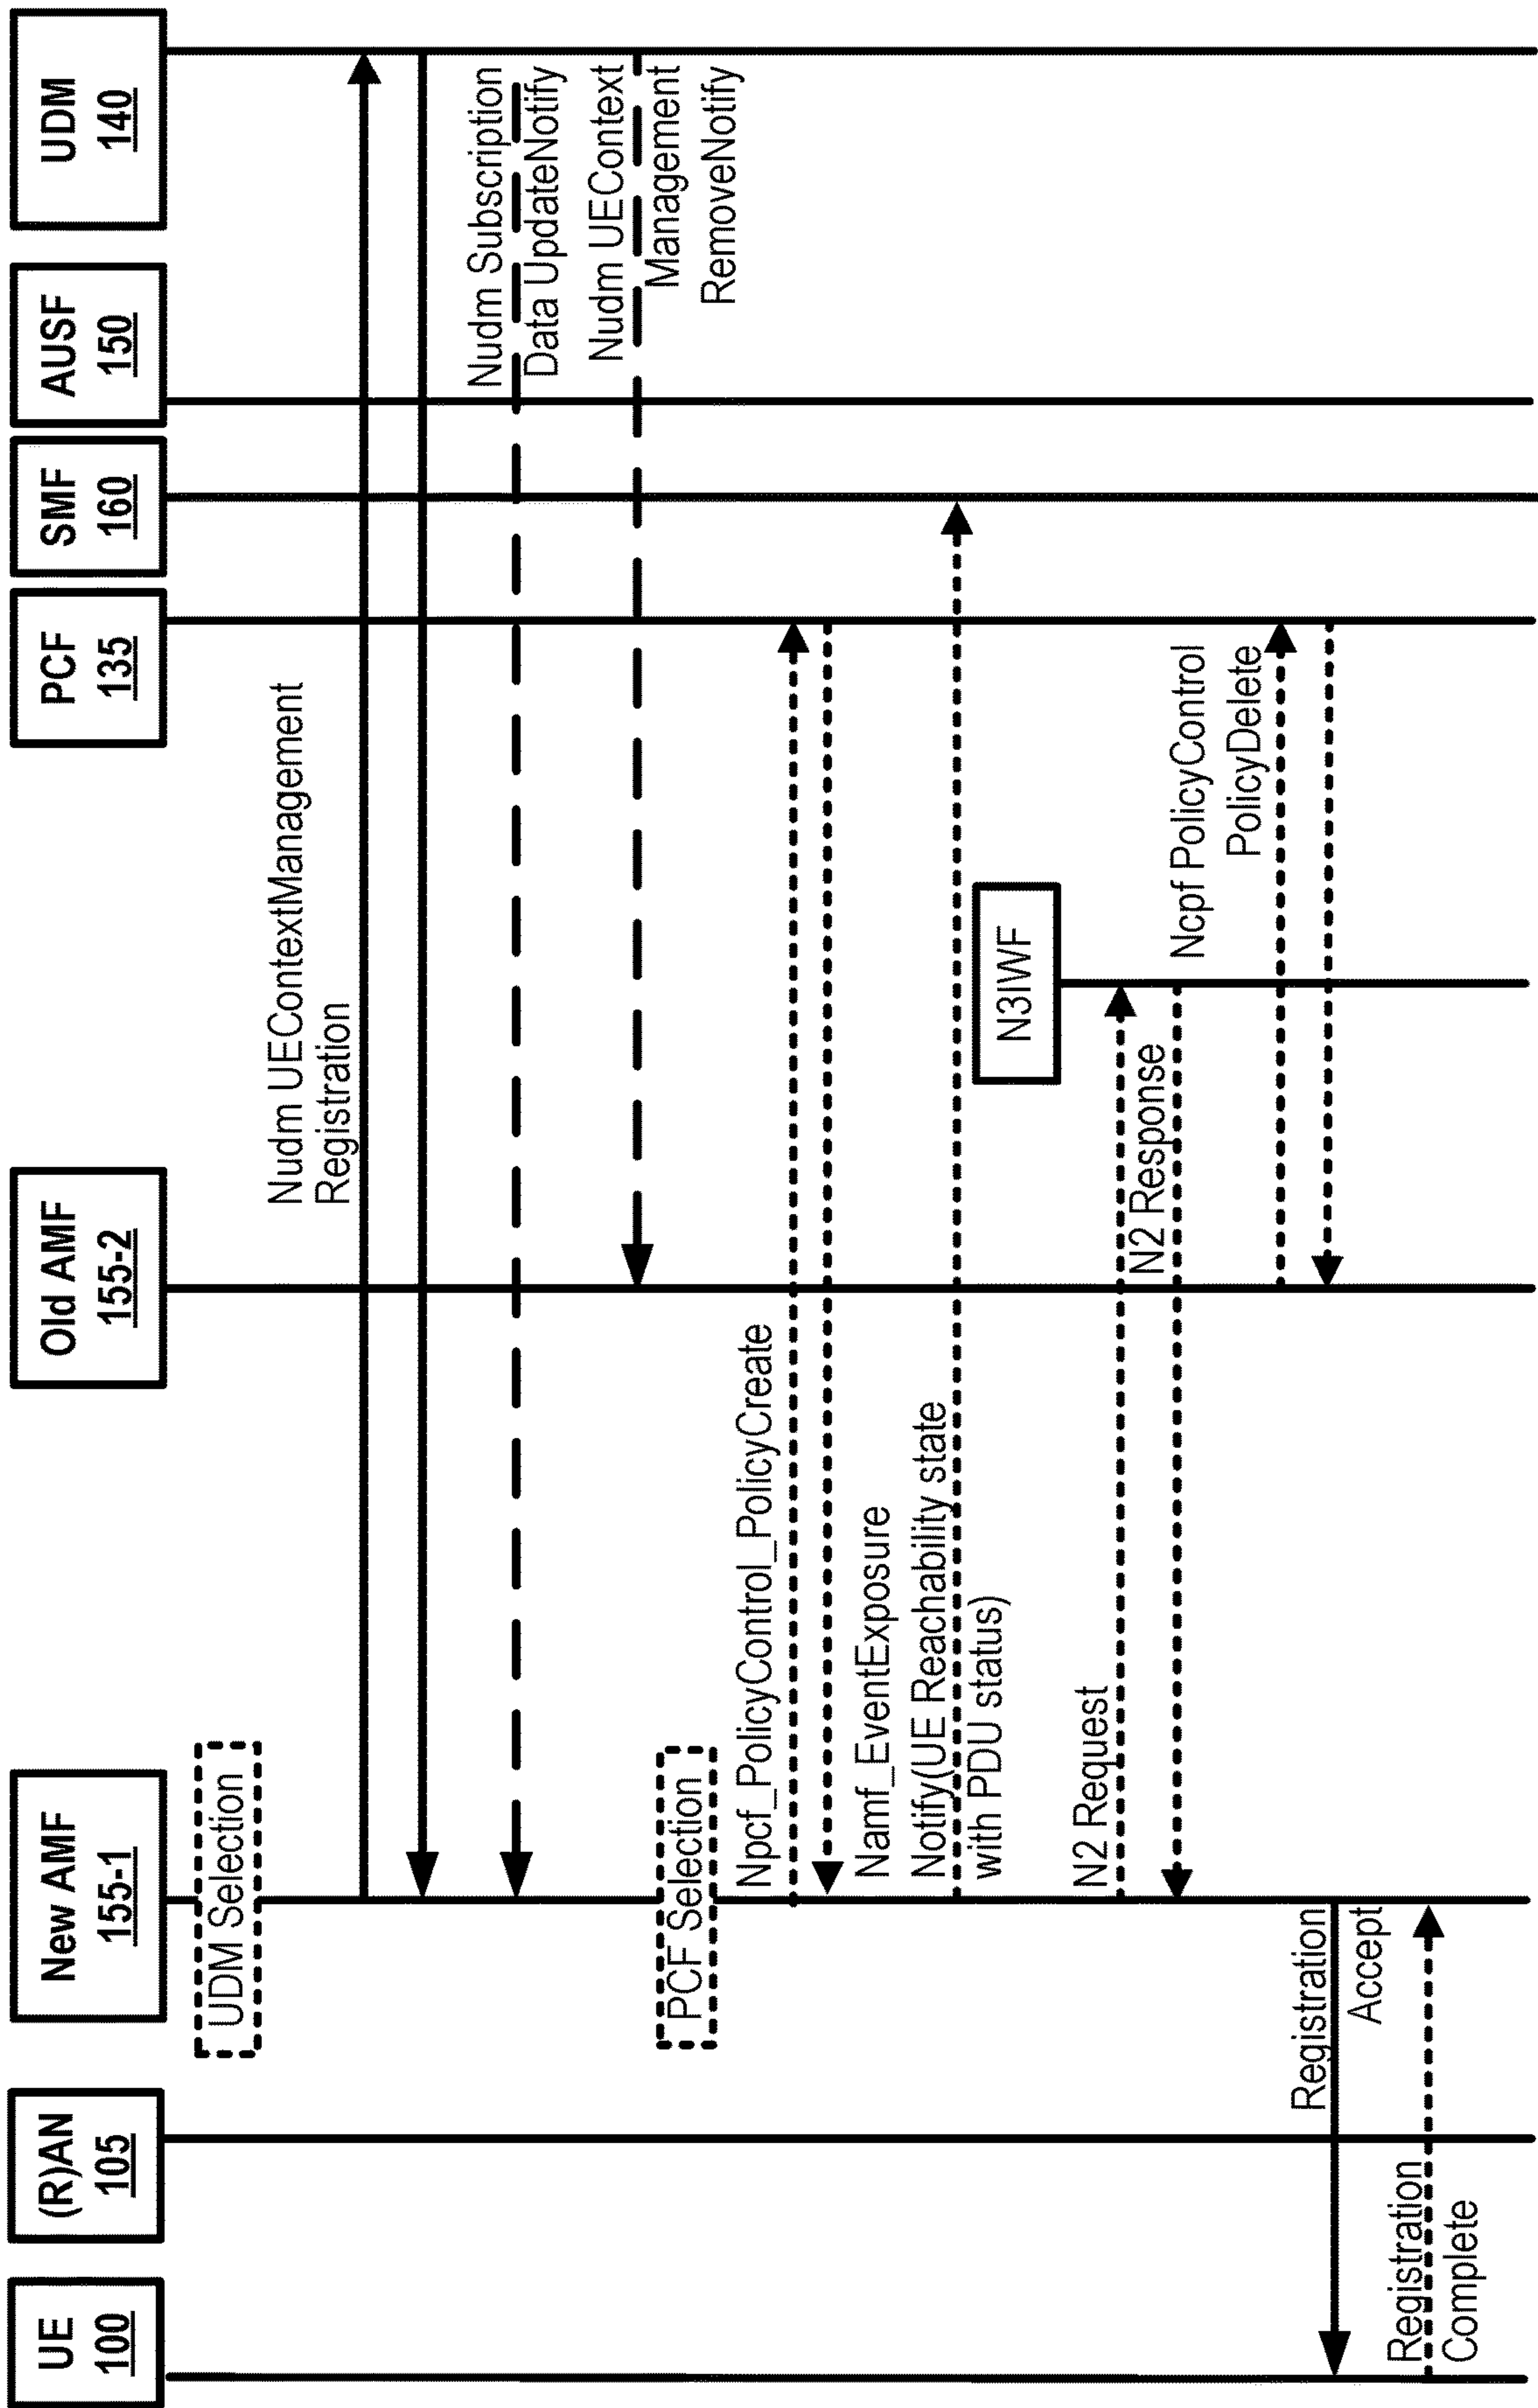 UE
100
(R)AN
105
New AMF
155-1
Old AMF
155-2
PCF
135
SMF
160
AUSF
150
UDM
140
UDM Selection
Nudm UEContextManagement
Registration
Nudm Subscription
Data UpdateNotify
Nudm UEContext
Management
RemoveNotify
PCF Selection
Npcf_PolicyControl_PolicyCreate
Namf_EventExposure
Notify(UE Reachability state
with PDU status)
N3IWF
N2 Request
N2 Response
Ncpf PolicyControl
PolicyDelete
Registration
Accept
Registration
Complete